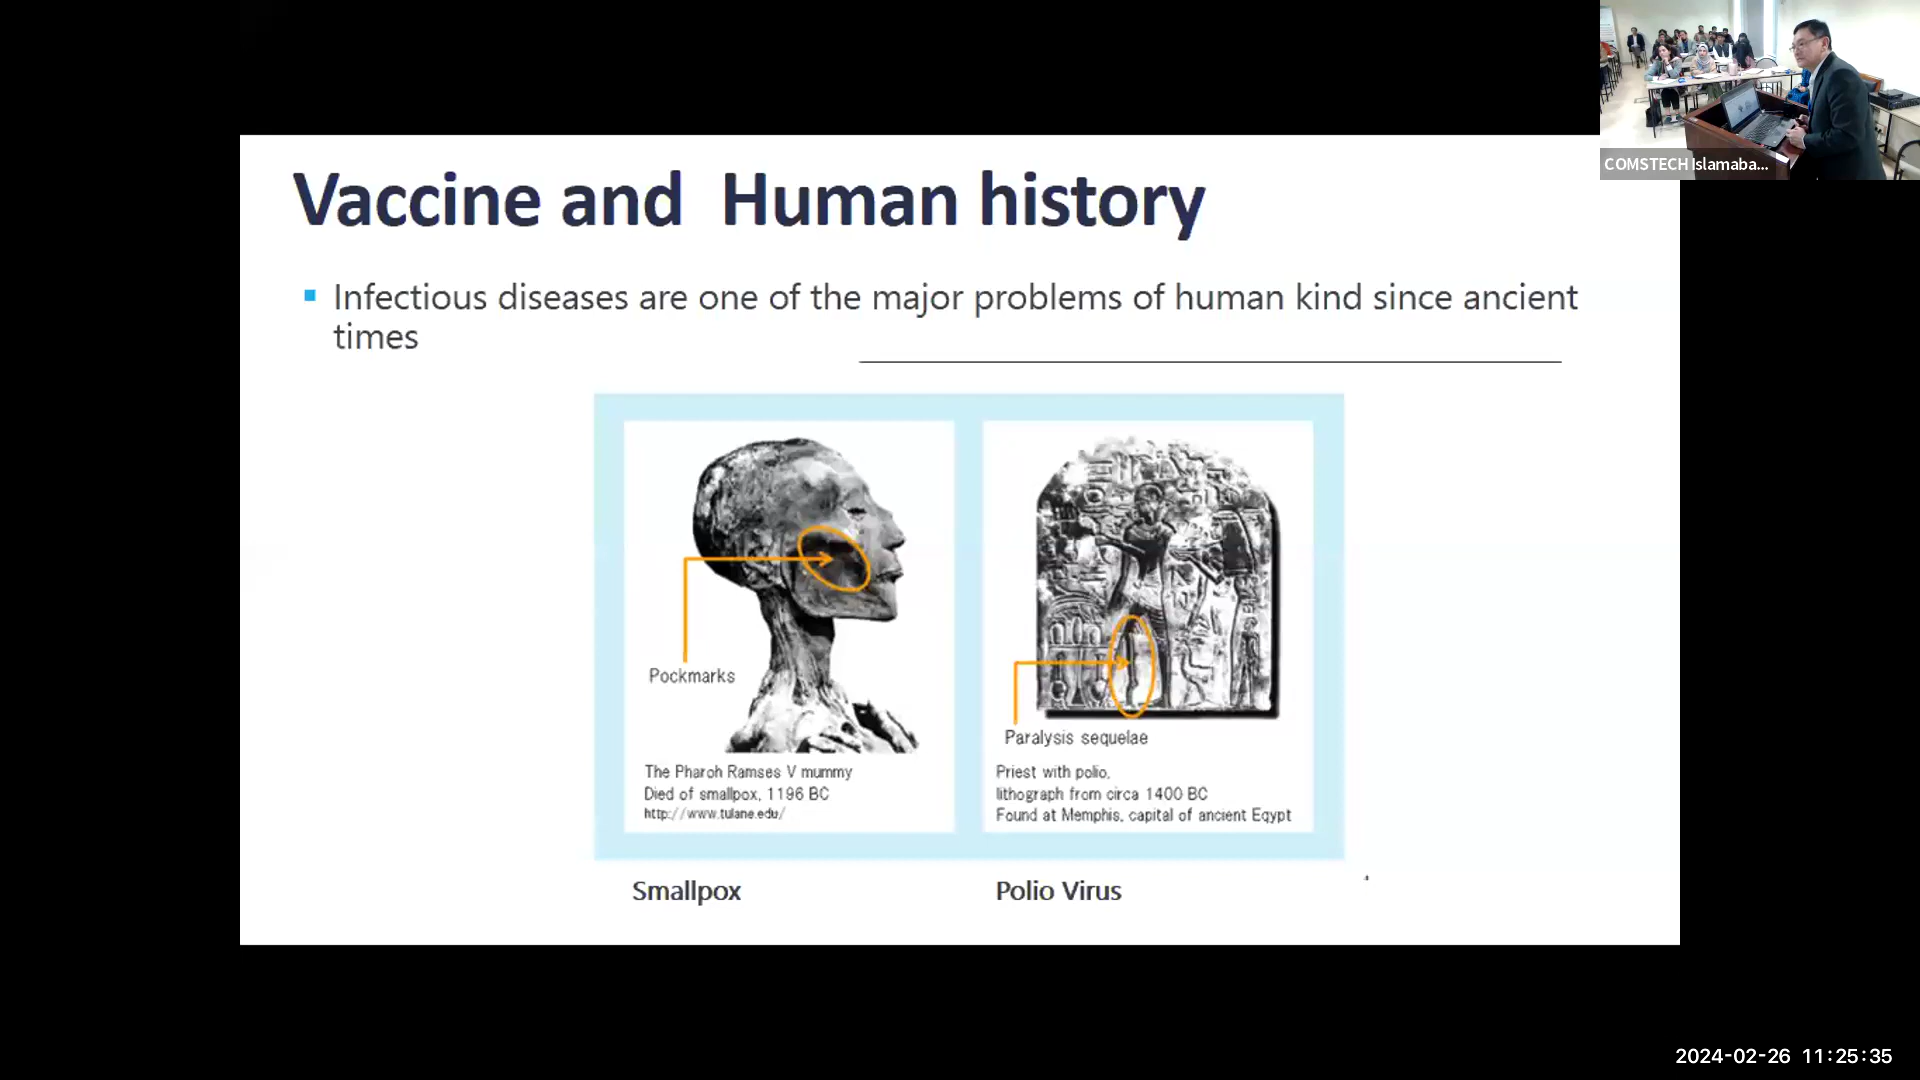 COMSTECH Islamaba...
Vaccine and Human history
Infectious diseases are one of the major problems of human kind since ancient
times
Pockmarks
The Pharoh Ramses V mummy
Died of smallpox, 1196 BC
http://www.tulane.edu/
Paralysis sequelae
Priest with polio,
lithograph from circa 1400 BC
Found at Memphis, capital of ancient Egypt
Smallpox
Polio Virus
2024-02-26 11:25:35